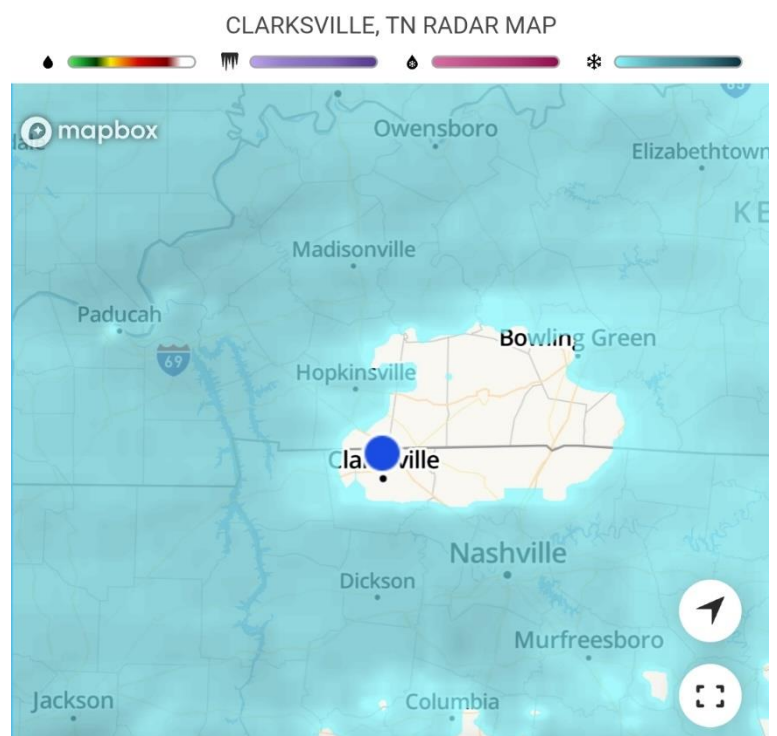 CLARKSVILLE, TN RADAR MAP
mapbox
Owensboro
Elizabethtown
KE
Madisonville
Paducah
69
Bowling Green
Hopkinsville
Clarksville
Nashville
Dickson
Murfreesboro
Jackson
Columbia